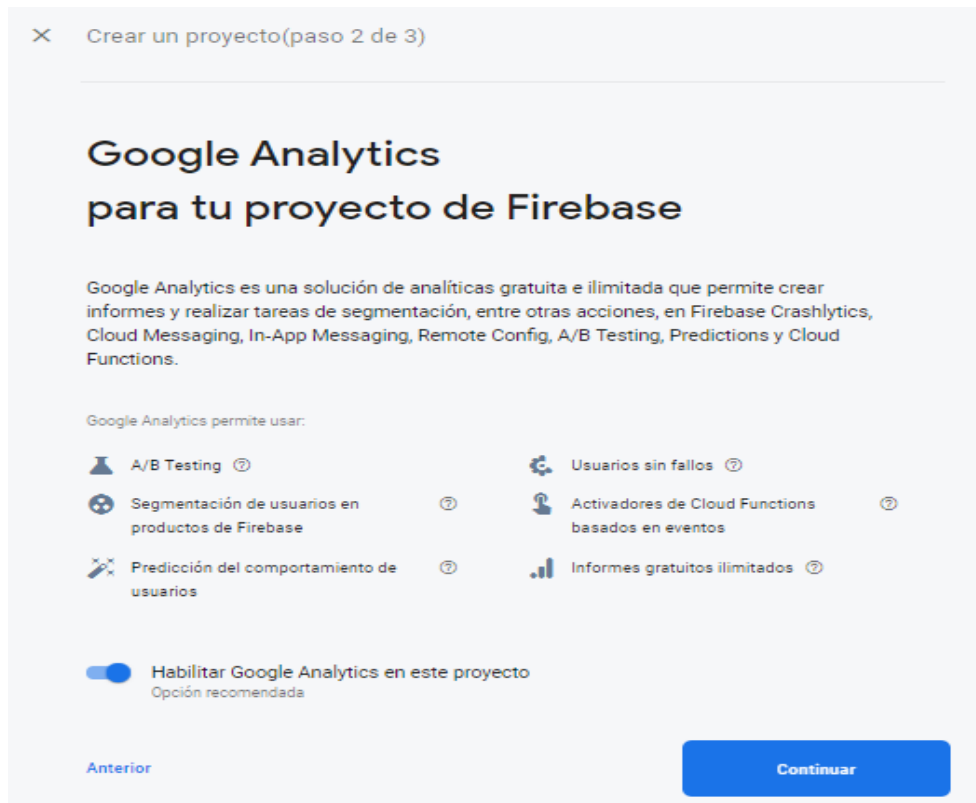 Crear un proyecto(paso 2 de 3)
Google Analytics
para tu proyecto de Firebase
Google Analytics es una solución de analíticas gratuita e ilimitada que permite crear
informes y realizar tareas de segmentación, entre otras acciones, en Firebase Crashlytics,
Cloud Messaging, In-App Messaging, Remote Config, A/B Testing, Predictions y Cloud
Functions.
Google Analytics permite usar:
A/B Testing
Usuarios sin fallos
Segmentación de usuarios en
productos de Firebase
Activadores de Cloud Functions
basados en eventos
Predicción del comportamiento de
usuarios
Informes gratuitos ilimitados
Habilitar Google Analytics en este proyecto
Opción recomendada
Anterior
Continuar